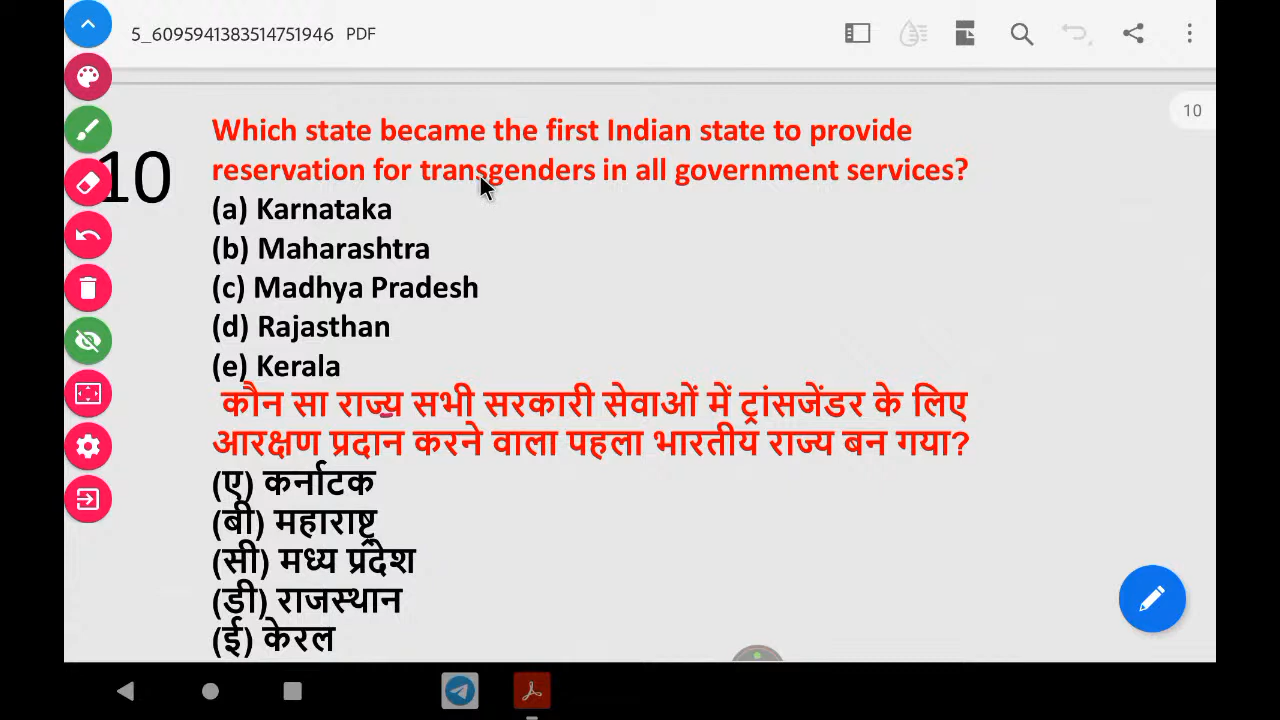 5_6095941383514751946 PDF
10
10
Which state became the first Indian state to provide
reservation for transgenders in all government services?
(a) Karnataka
(b) Maharashtra
(c) Madhya Pradesh
(d) Rajasthan
(e) Kerala
कौन सा राज्य सभी सरकारी सेवाओं में ट्रांसजेंडर के लिए
आरक्षण प्रदान करने वाला पहला भारतीय राज्य बन गया?
(ए) कर्नाटक
(बी) महाराष्ट्र
(सी) मध्य प्रदेश
(डी) राजस्थान
(ई) केरल